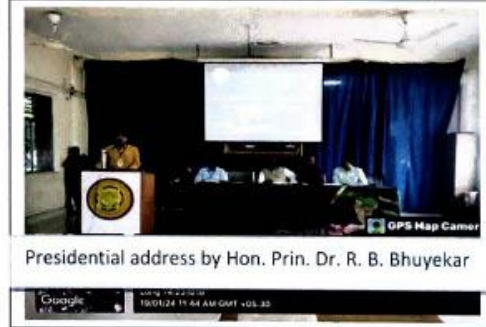 GPS Map Camer
Presidential address by Hon. Prin. Dr. R. B. Bhuyekar
Google
19/01/24 11:44 AM GMT +05:30